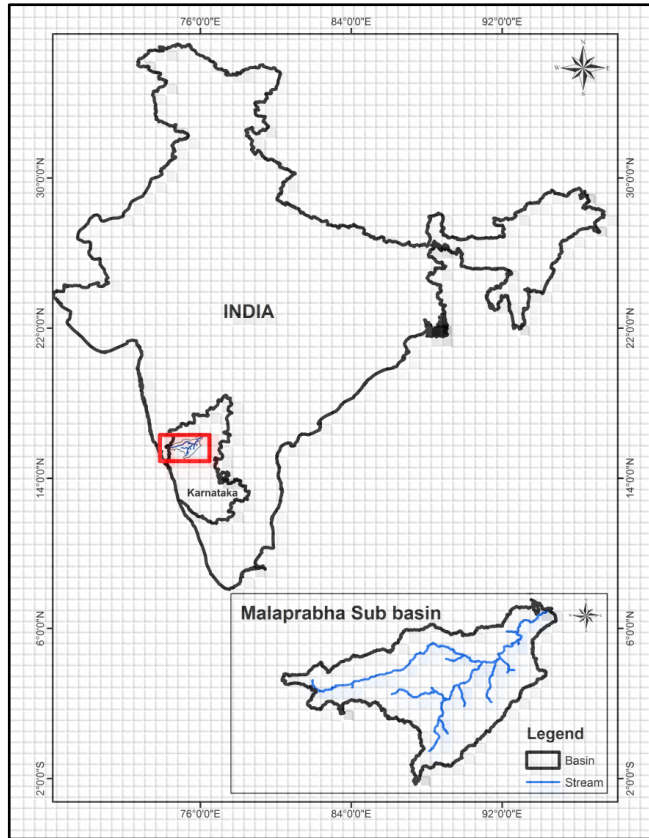 76°0'0"E 84°0'0"E 92°0'0"E
N
W E
S
30°0'0"N 30°0'0"N
INDIA
22°0'0"N 22°0'0"N
14°0'0"N 14°0'0"N
Karnataka
Malaprabha Sub basin
6°0'0"N 6°0'0"N
Legend
Basin
Stream
2°0'0"S 2°0'0"S
76°0'0"E 84°0'0"E 92°0'0"E